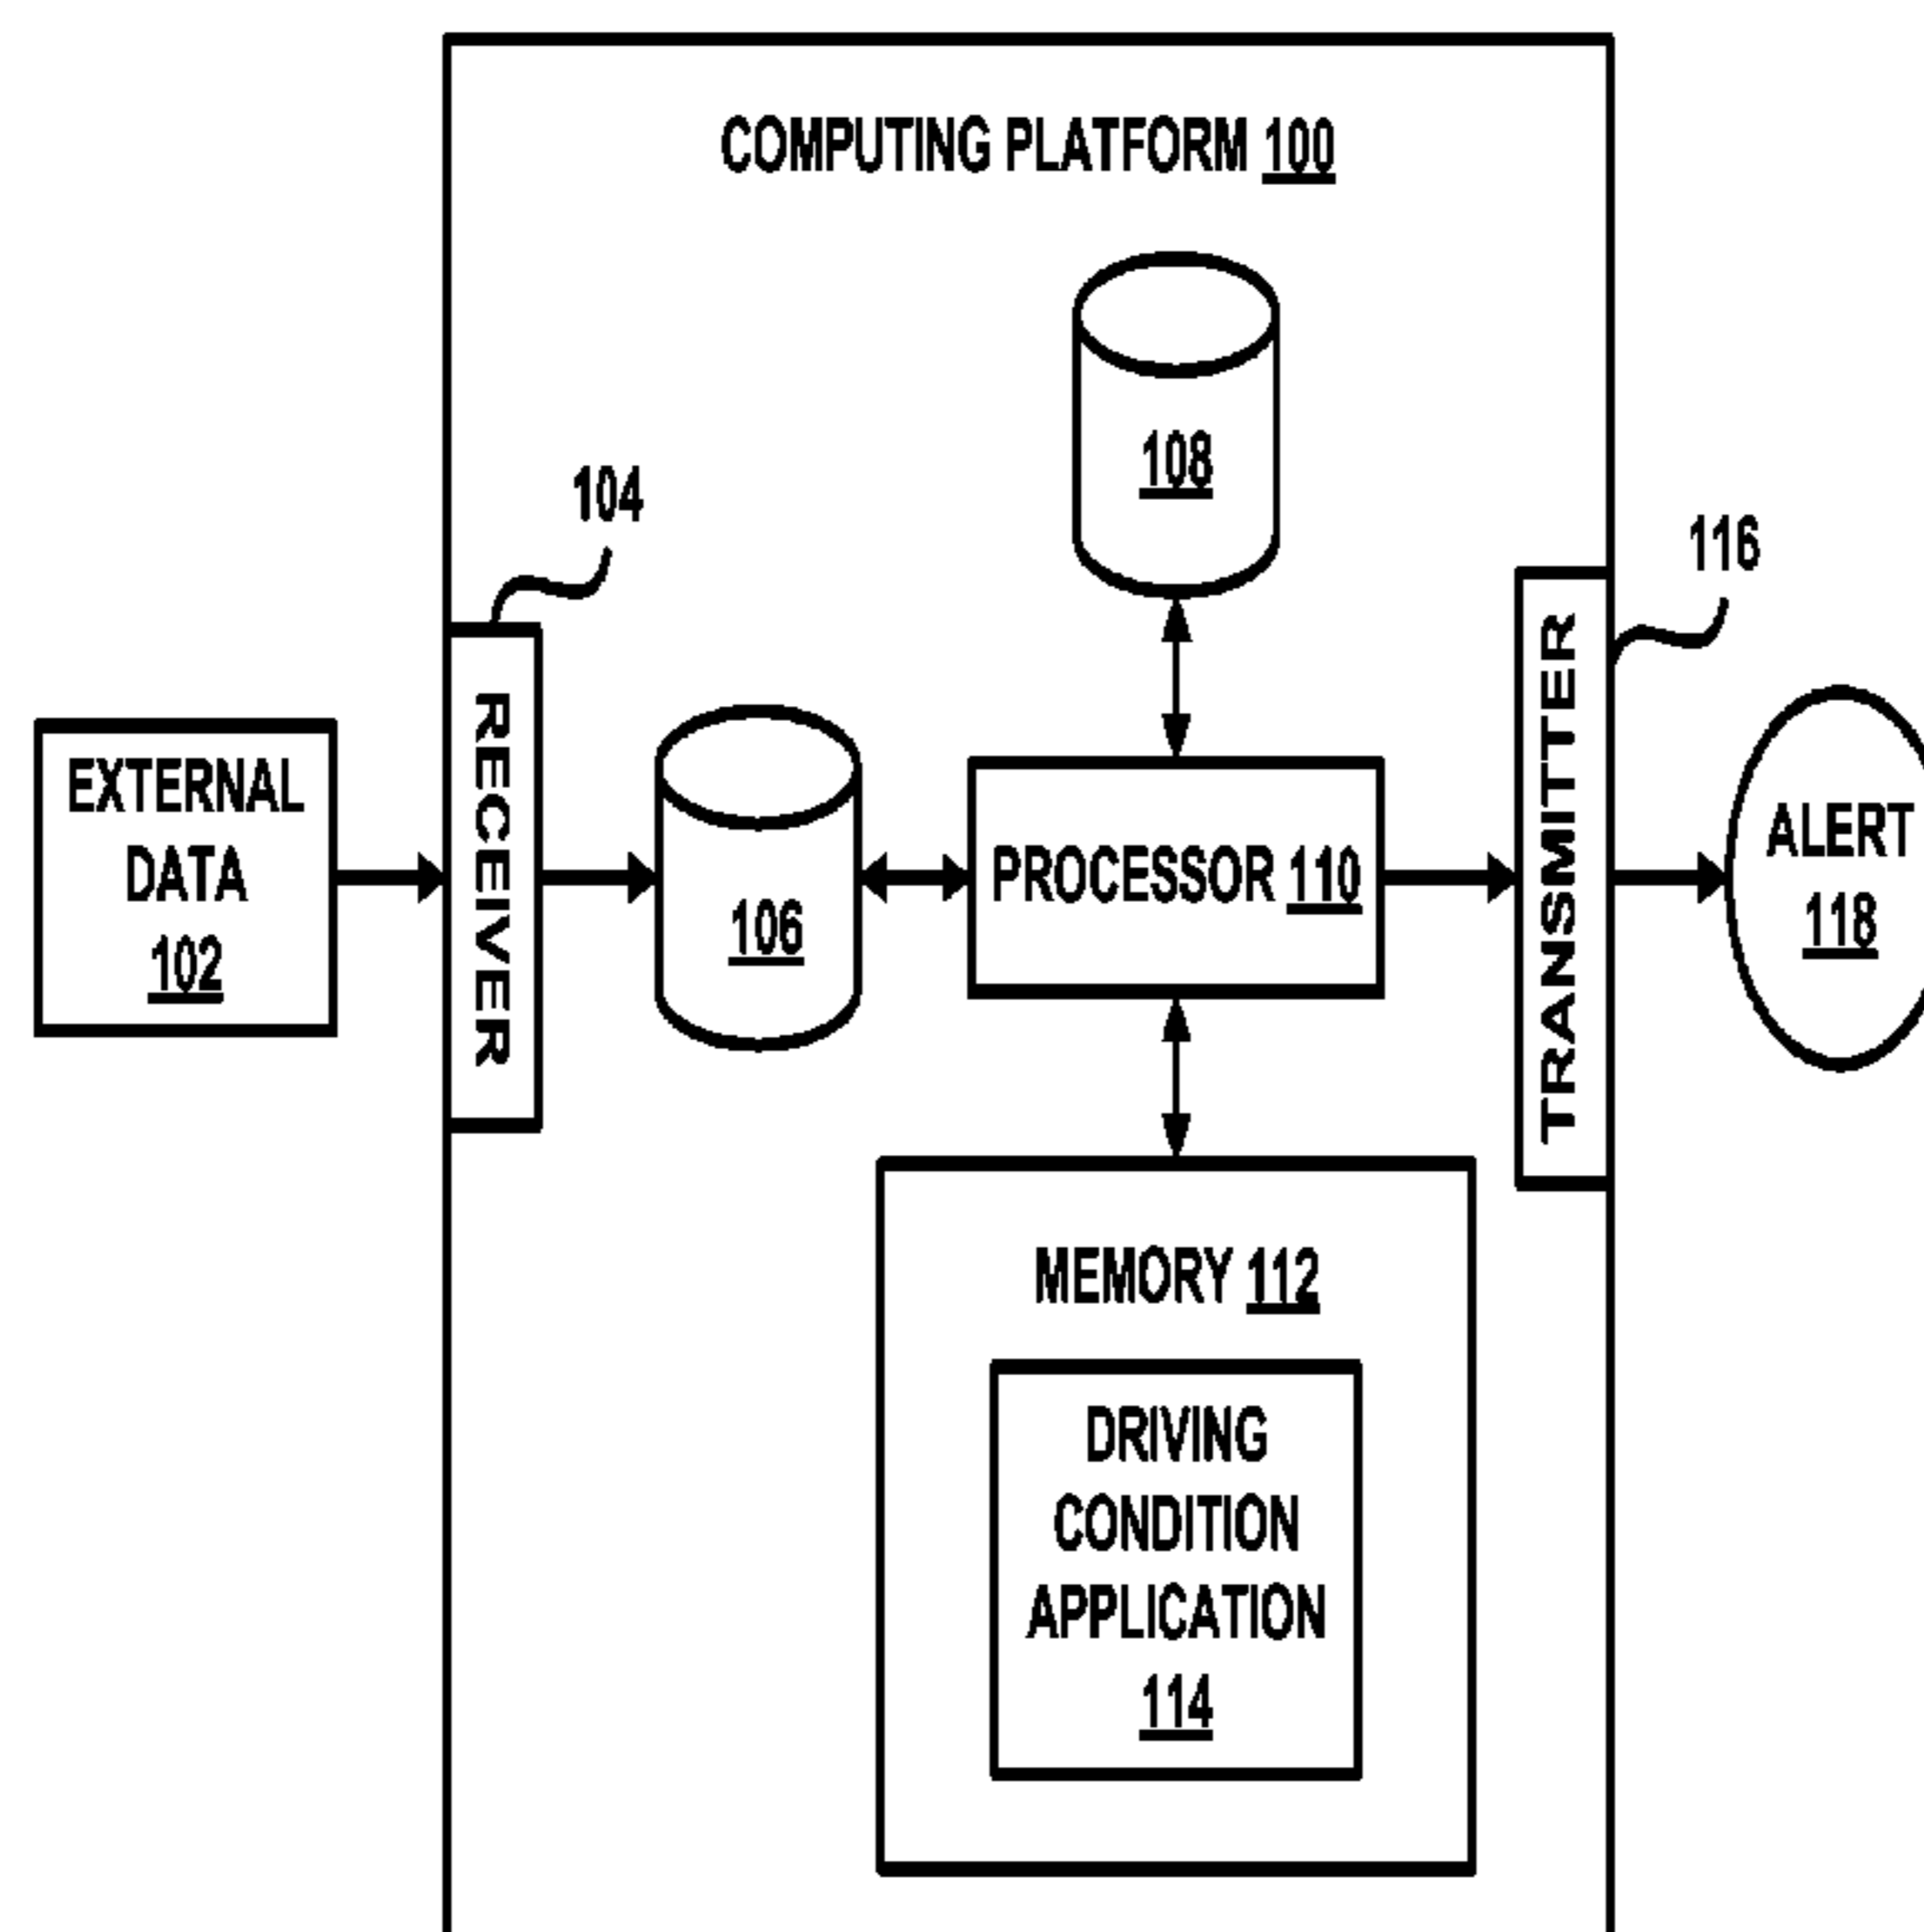 COMPUTING PLATFORM 100
108
104
116
EXTERNAL
DATA
102
RECEIVER
106
PROCESSOR 110
TRANSMITTER
ALERT
118
MEMORY 112
DRIVING
CONDITION
APPLICATION
114